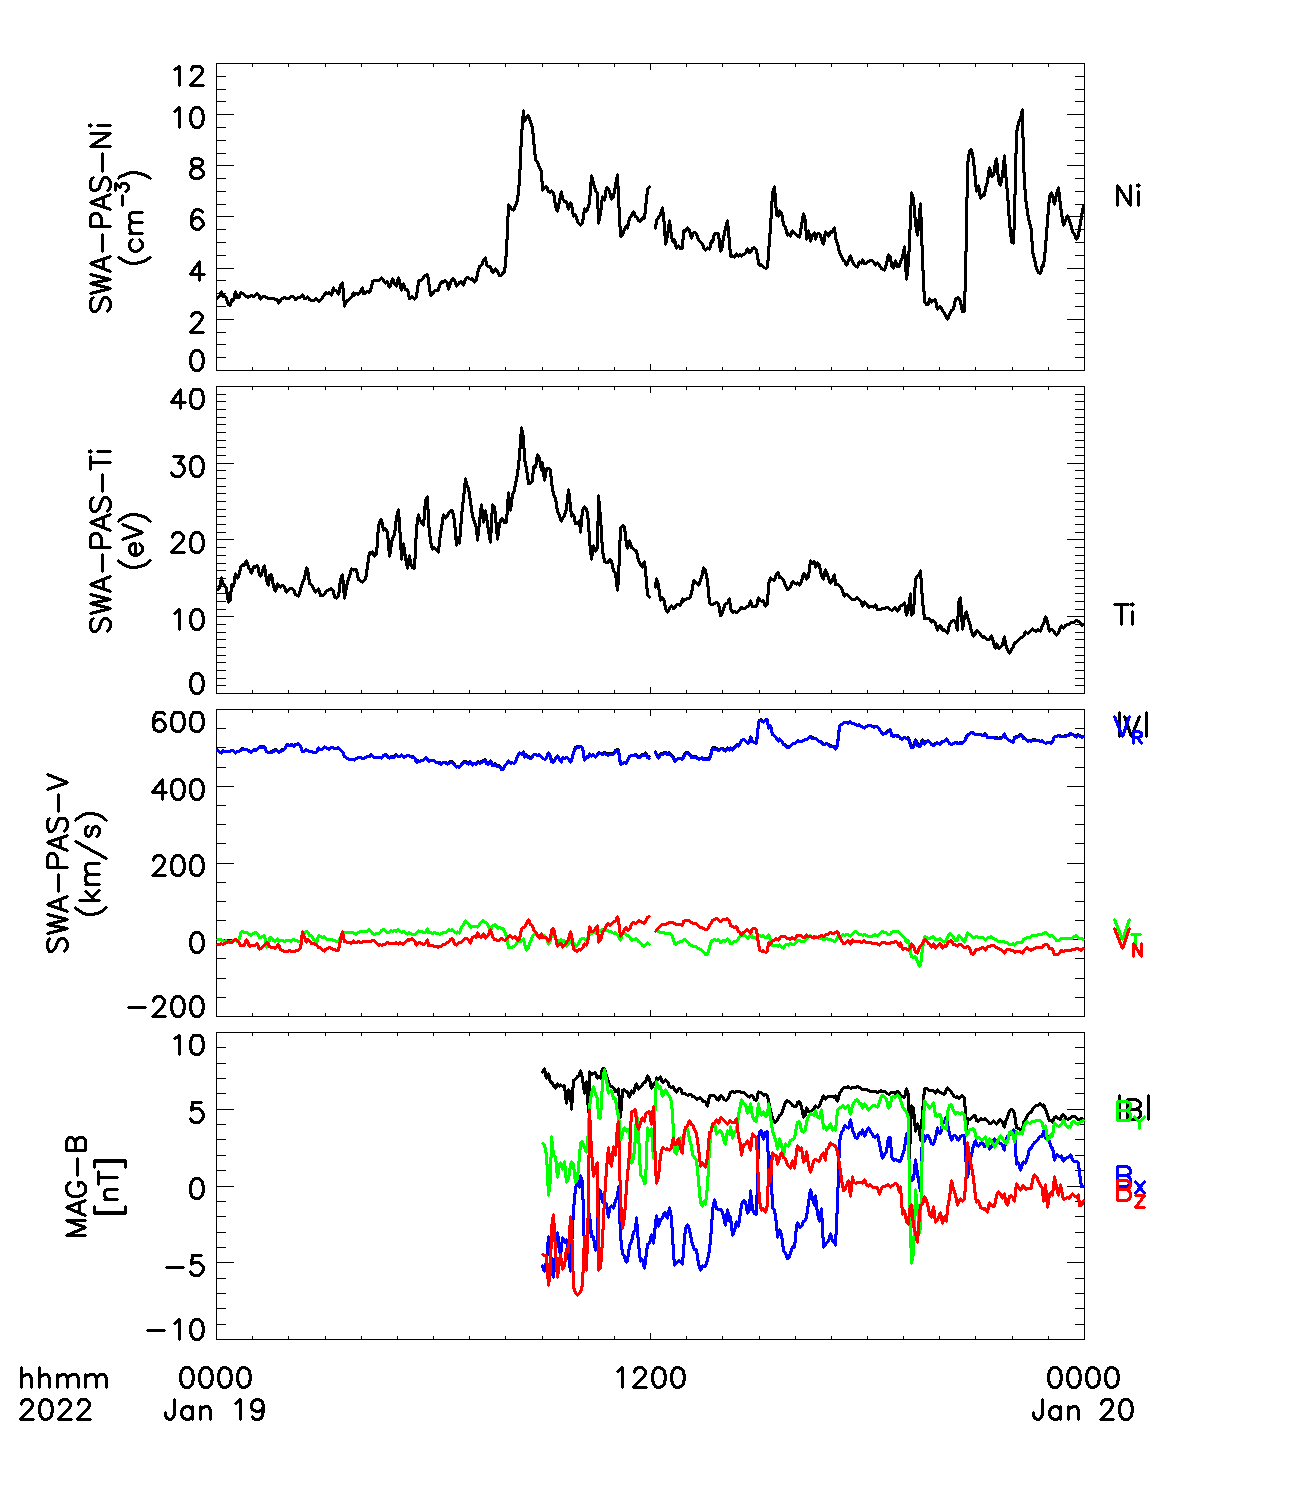 12
10
8
6
4
2
0
SWA-PAS-Ni
(cm-3)
Ni
40
30
20
10
0
SWA-PAS-Ti
(eV)
Ti
600
400
200
0
-200
SWA-PAS-V
(km/s)
|V|
VR
VT
VN
10
5
0
-5
-10
MAG-B
[nT]
|B|
BY
Bx
Bz
hhmm 0000 1200 0000
2022 Jan 19 Jan 20